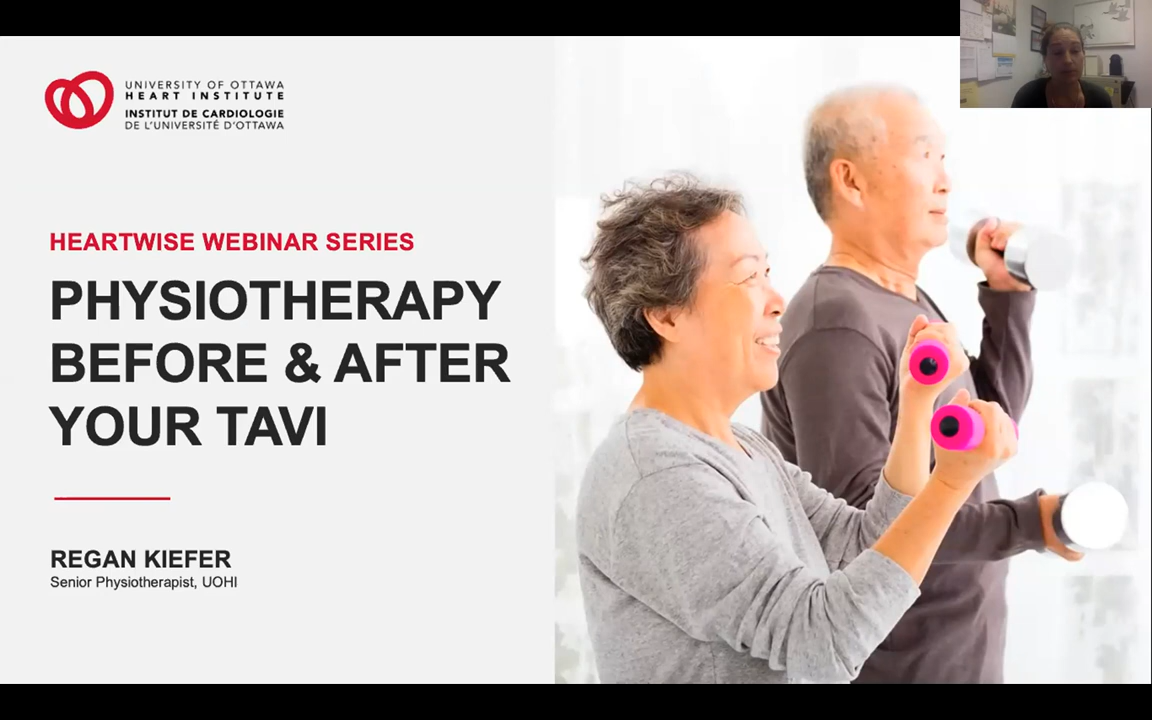 UNIVERSITY OF OTTAWA
HEART INSTITUTE
INSTITUT DE CARDIOLOGIE
DE L'UNIVERSITÉ D'OTTAWA
HEARTWISE WEBINAR SERIES
PHYSIOTHERAPY
BEFORE & AFTER
YOUR TAVI
REGAN KIEFER
Senior Physiotherapist, UOHI